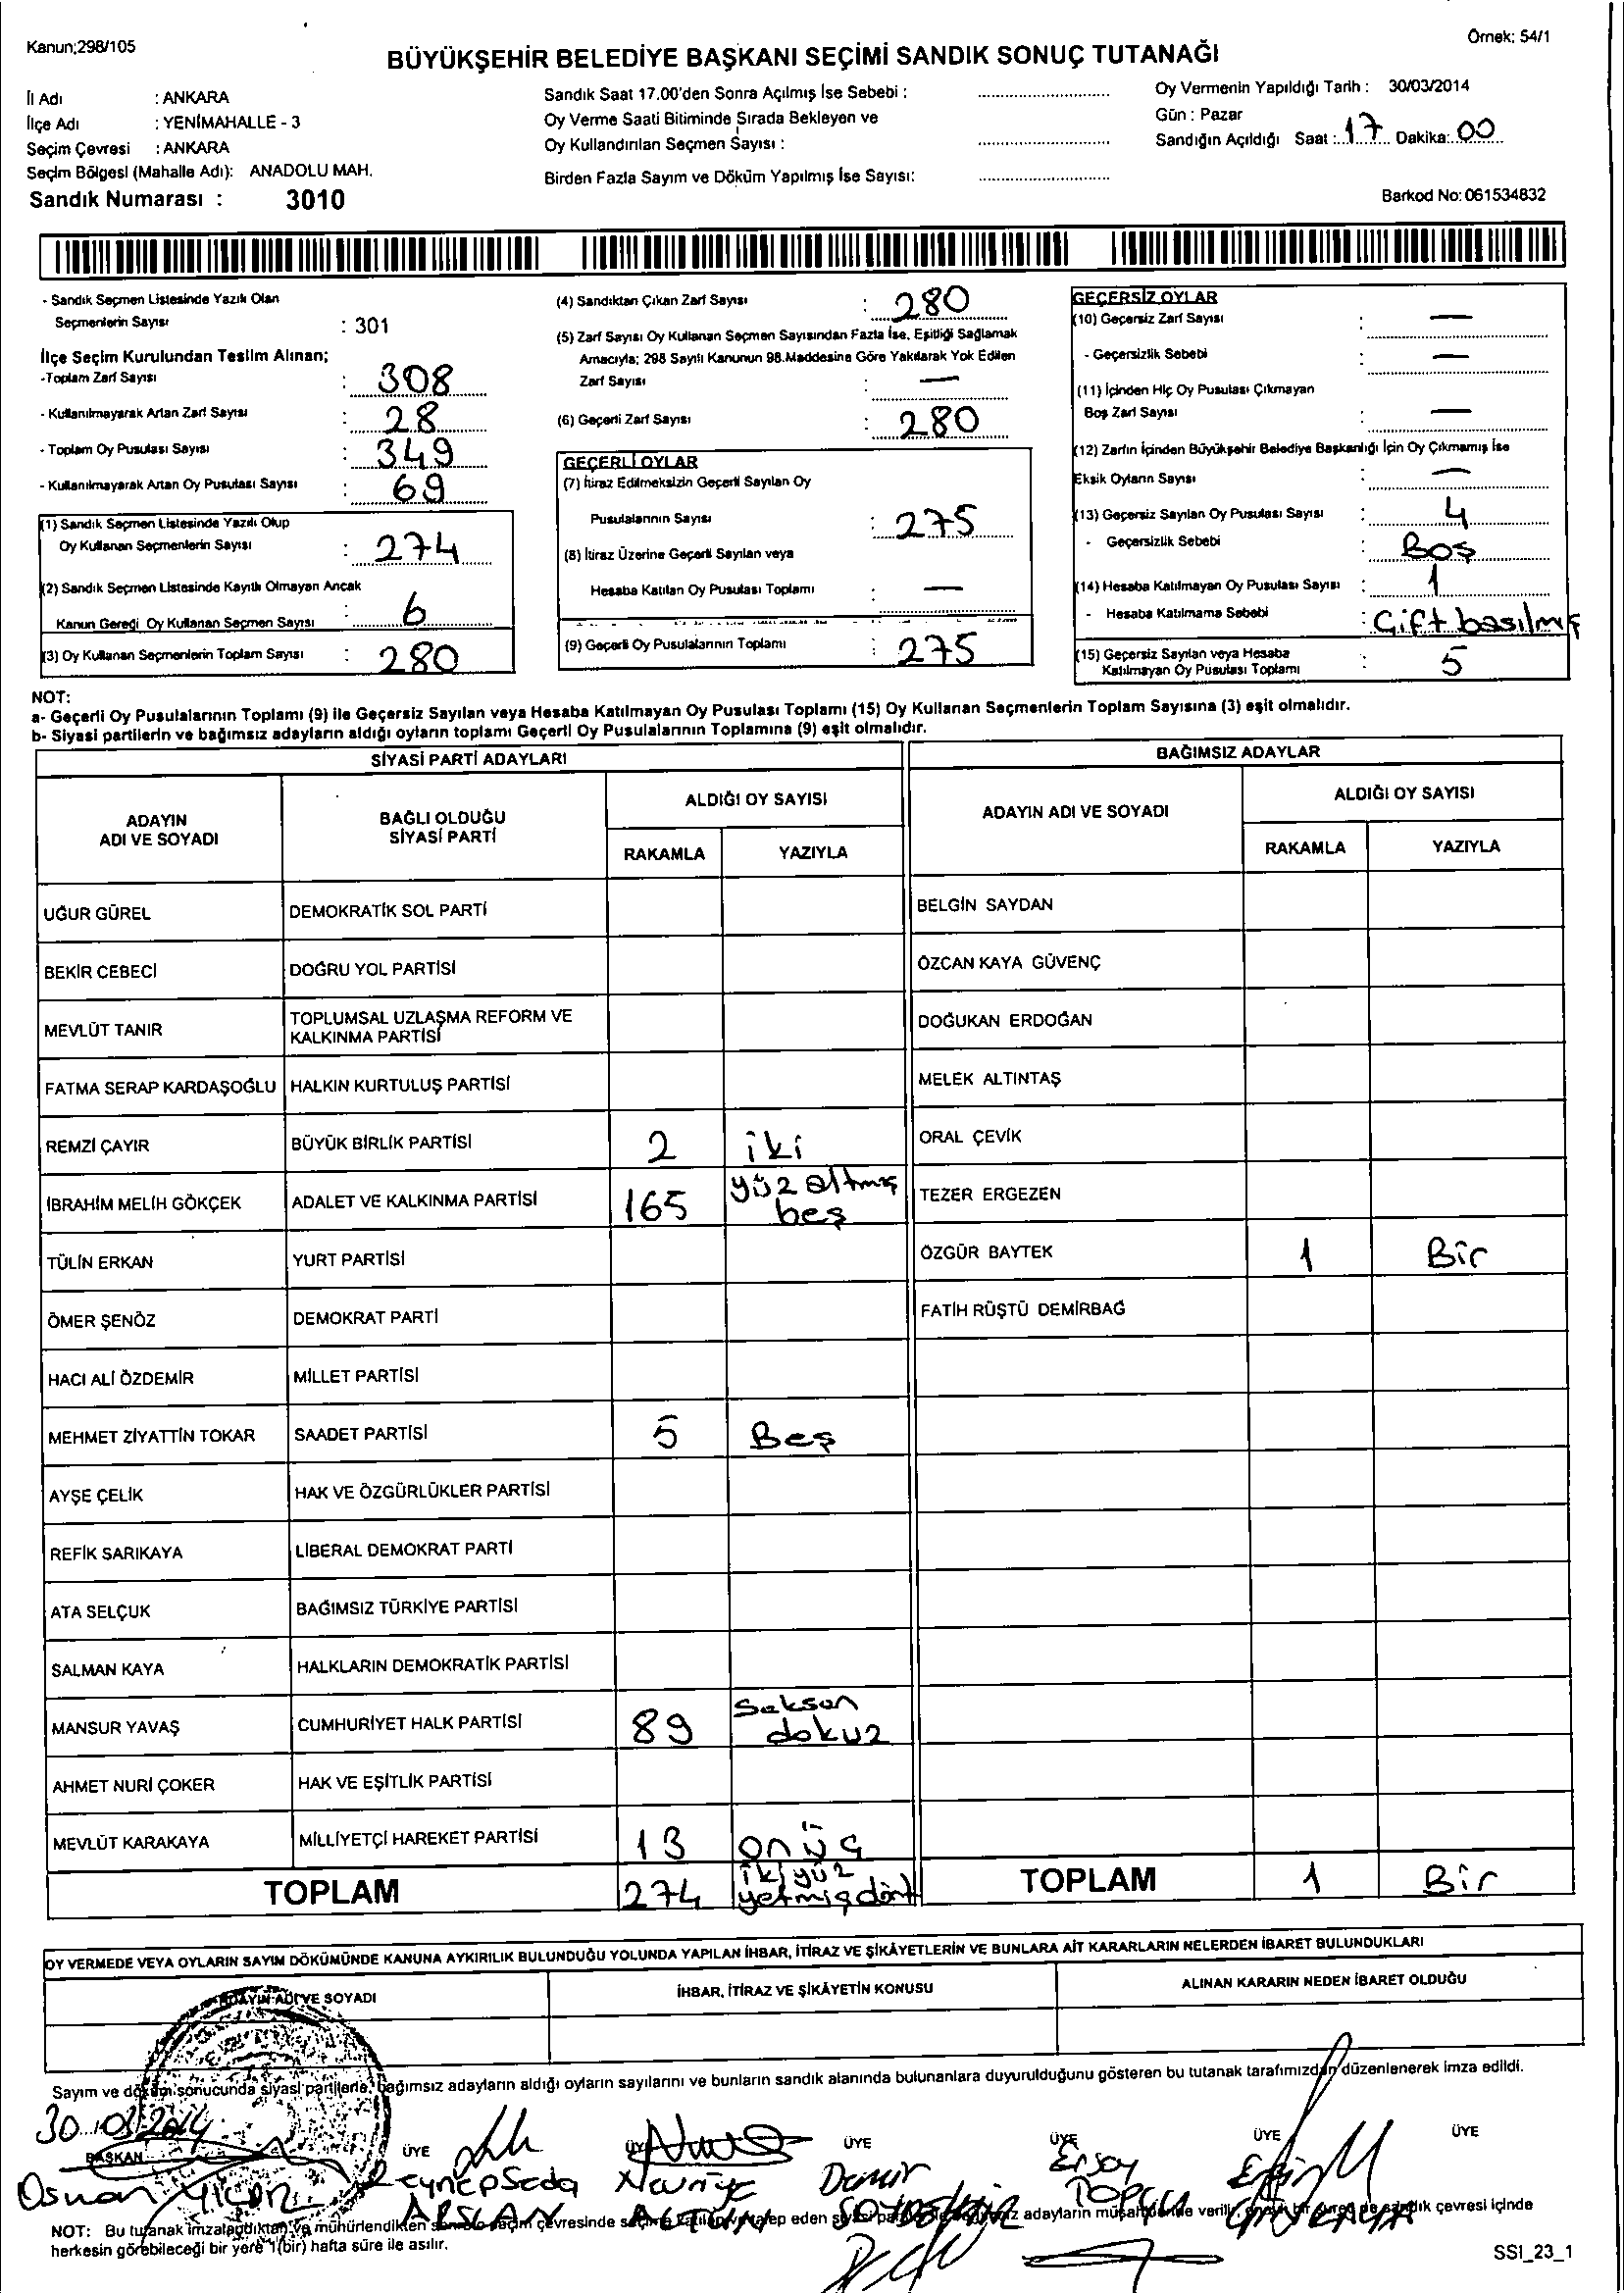 Kanun;298/105
Örnek: 54/1
BÜYÜKŞEHİR BELEDİYE BAŞKANI SEÇİMİ SANDIK SONUÇ TUTANAĞI
İl Adı : ANKARA
İlçe Adı : YENİMAHALLE - 3
Seçim Çevresi : ANKARA
Seçim Bölgesi (Mahalle Adı): ANADOLU MAH.
Sandık Numarası : 3010
Sandık Saat 17.00'den Sonra Açılmış İse Sebebi :
Oy Verme Saati Bitiminde Sırada Bekleyen ve
Oy Kullandırılan Seçmen Sayısı :
Birden Fazla Sayım ve Döküm Yapılmış İse Sayısı:
Oy Vermenin Yapıldığı Tarih : 30/03/2014
Gün : Pazar
Sandığın Açıldığı Saat : 17 Dakika: 00
Barkod No: 061534832
- Sandık Seçmen Listesinde Yazılı Olan
Seçmenlerin Sayısı : 301
İlçe Seçim Kurulundan Teslim Alınan;
-Toplam Zarf Sayısı : 308
- Kullanılmayarak Artan Zarf Sayısı : 28
- Toplam Oy Pusulası Sayısı : 349
- Kullanılmayarak Artan Oy Pusulası Sayısı : 69
(1) Sandık Seçmen Listesinde Yazılı Olup
Oy Kullanan Seçmenlerin Sayısı : 274
(2) Sandık Seçmen Listesinde Kayıtlı Olmayan Ancak
Kanun Gereği Oy Kullanan Seçmen Sayısı : 6
(3) Oy Kullanan Seçmenlerin Toplam Sayısı : 280
(4) Sandıktan Çıkan Zarf Sayısı : 280
(5) Zarf Sayısı Oy Kullanan Seçmen Sayısından Fazla İse, Eşitliği Sağlamak
Amacıyla; 298 Sayılı Kanunun 98.Maddesine Göre Yakılarak Yok Edilen
Zarf Sayısı : —
(6) Geçerli Zarf Sayısı : 280
GEÇERLİ OYLAR
(7) İtiraz Edilmeksizin Geçerli Sayılan Oy
Pusulalarının Sayısı : 275
(8) İtiraz Üzerine Geçerli Sayılan veya
Hesaba Katılan Oy Pusulası Toplamı : —
(9) Geçerli Oy Pusulalarının Toplamı : 275
GEÇERSİZ OYLAR
(10) Geçersiz Zarf Sayısı : —
- Geçersizlik Sebebi : —
(11) İçinden Hiç Oy Pusulası Çıkmayan
Boş Zarf Sayısı : —
(12) Zarfın İçinden Büyükşehir Belediye Başkanlığı İçin Oy Çıkmamış İse
Eksik Oyların Sayısı : —
(13) Geçersiz Sayılan Oy Pusulası Sayısı : 4
- Geçersizlik Sebebi : Boş
(14) Hesaba Katılmayan Oy Pusulası Sayısı : 1
- Hesaba Katılmama Sebebi : Çift basılmış
(15) Geçersiz Sayılan veya Hesaba
Katılmayan Oy Pusulası Toplamı : 5
NOT:
a- Geçerli Oy Pusulalarının Toplamı (9) ile Geçersiz Sayılan veya Hesaba Katılmayan Oy Pusulası Toplamı (15) Oy Kullanan Seçmenlerin Toplam Sayısına (3) eşit olmalıdır.
b- Siyasi partilerin ve bağımsız adayların aldığı oyların toplamı Geçerli Oy Pusulalarının Toplamına (9) eşit olmalıdır.
SİYASİ PARTİ ADAYLARI
ADAYIN ADI VE SOYADI
BAĞLI OLDUĞU SİYASİ PARTİ
ALDIĞI OY SAYISI
RAKAMLA YAZIYLA
UĞUR GÜREL DEMOKRATİK SOL PARTİ
BEKİR CEBECİ DOĞRU YOL PARTİSİ
MEVLÜT TANIR TOPLUMSAL UZLAŞMA REFORM VE KALKINMA PARTİSİ
FATMA SERAP KARDAŞOĞLU HALKIN KURTULUŞ PARTİSİ
REMZİ ÇAYIR BÜYÜK BİRLİK PARTİSİ 2 iki
İBRAHİM MELİH GÖKÇEK ADALET VE KALKINMA PARTİSİ 165 yüz altmış beş
TÜLİN ERKAN YURT PARTİSİ
ÖMER ŞENÖZ DEMOKRAT PARTİ
HACI ALİ ÖZDEMİR MİLLET PARTİSİ
MEHMET ZİYATTİN TOKAR SAADET PARTİSİ 5 Beş
AYŞE ÇELİK HAK VE ÖZGÜRLÜKLER PARTİSİ
REFİK SARIKAYA LİBERAL DEMOKRAT PARTİ
ATA SELÇUK BAĞIMSIZ TÜRKİYE PARTİSİ
SALMAN KAYA HALKLARIN DEMOKRATİK PARTİSİ
MANSUR YAVAŞ CUMHURİYET HALK PARTİSİ 89 Seksen dokuz
AHMET NURİ ÇOKER HAK VE EŞİTLİK PARTİSİ
MEVLÜT KARAKAYA MİLLİYETÇİ HAREKET PARTİSİ 13 onüç
TOPLAM 274 ikiyüz yetmişdört
BAĞIMSIZ ADAYLAR
ADAYIN ADI VE SOYADI
ALDIĞI OY SAYISI
RAKAMLA YAZIYLA
BELGİN SAYDAN
ÖZCAN KAYA GÜVENÇ
DOĞUKAN ERDOĞAN
MELEK ALTINTAŞ
ORAL ÇEVİK
TEZER ERGEZEN
ÖZGÜR BAYTEK 1 Bir
FATİH RÜŞTÜ DEMİRBAĞ
TOPLAM 1 Bir
OY VERMEDE VEYA OYLARIN SAYIM DÖKÜMÜNDE KANUNA AYKIRILIK BULUNDUĞU YOLUNDA YAPILAN İHBAR, İTİRAZ VE ŞİKÂYETLERİN VE BUNLARA AİT KARARLARIN NELERDEN İBARET BULUNDUKLARI
ADAYIN ADI VE SOYADI
İHBAR, İTİRAZ VE ŞİKÂYETİN KONUSU
ALINAN KARARIN NEDEN İBARET OLDUĞU
Sayım ve döküm sonucunda siyasi partilerle, bağımsız adayların aldığı oyların sayılarını ve bunların sandık alanında bulunanlara duyurulduğunu gösteren bu tutanak tarafımızdan düzenlenerek imza edildi.
30.03.2014
BAŞKAN ÜYE ÜYE ÜYE ÜYE ÜYE ÜYE
Osman Zeynep Seda Nevriye Demir Ersoy
ARSLAN TOPÇU
NOT: Bu tutanak imzalandıktan ve mühürlendikten sonra seçim çevresinde seçime katılan ve talep eden siyasi adayların verilir çevresi içinde
herkesin görebileceği bir yere 1(bir) hafta süre ile asılır.
SSI_23_1